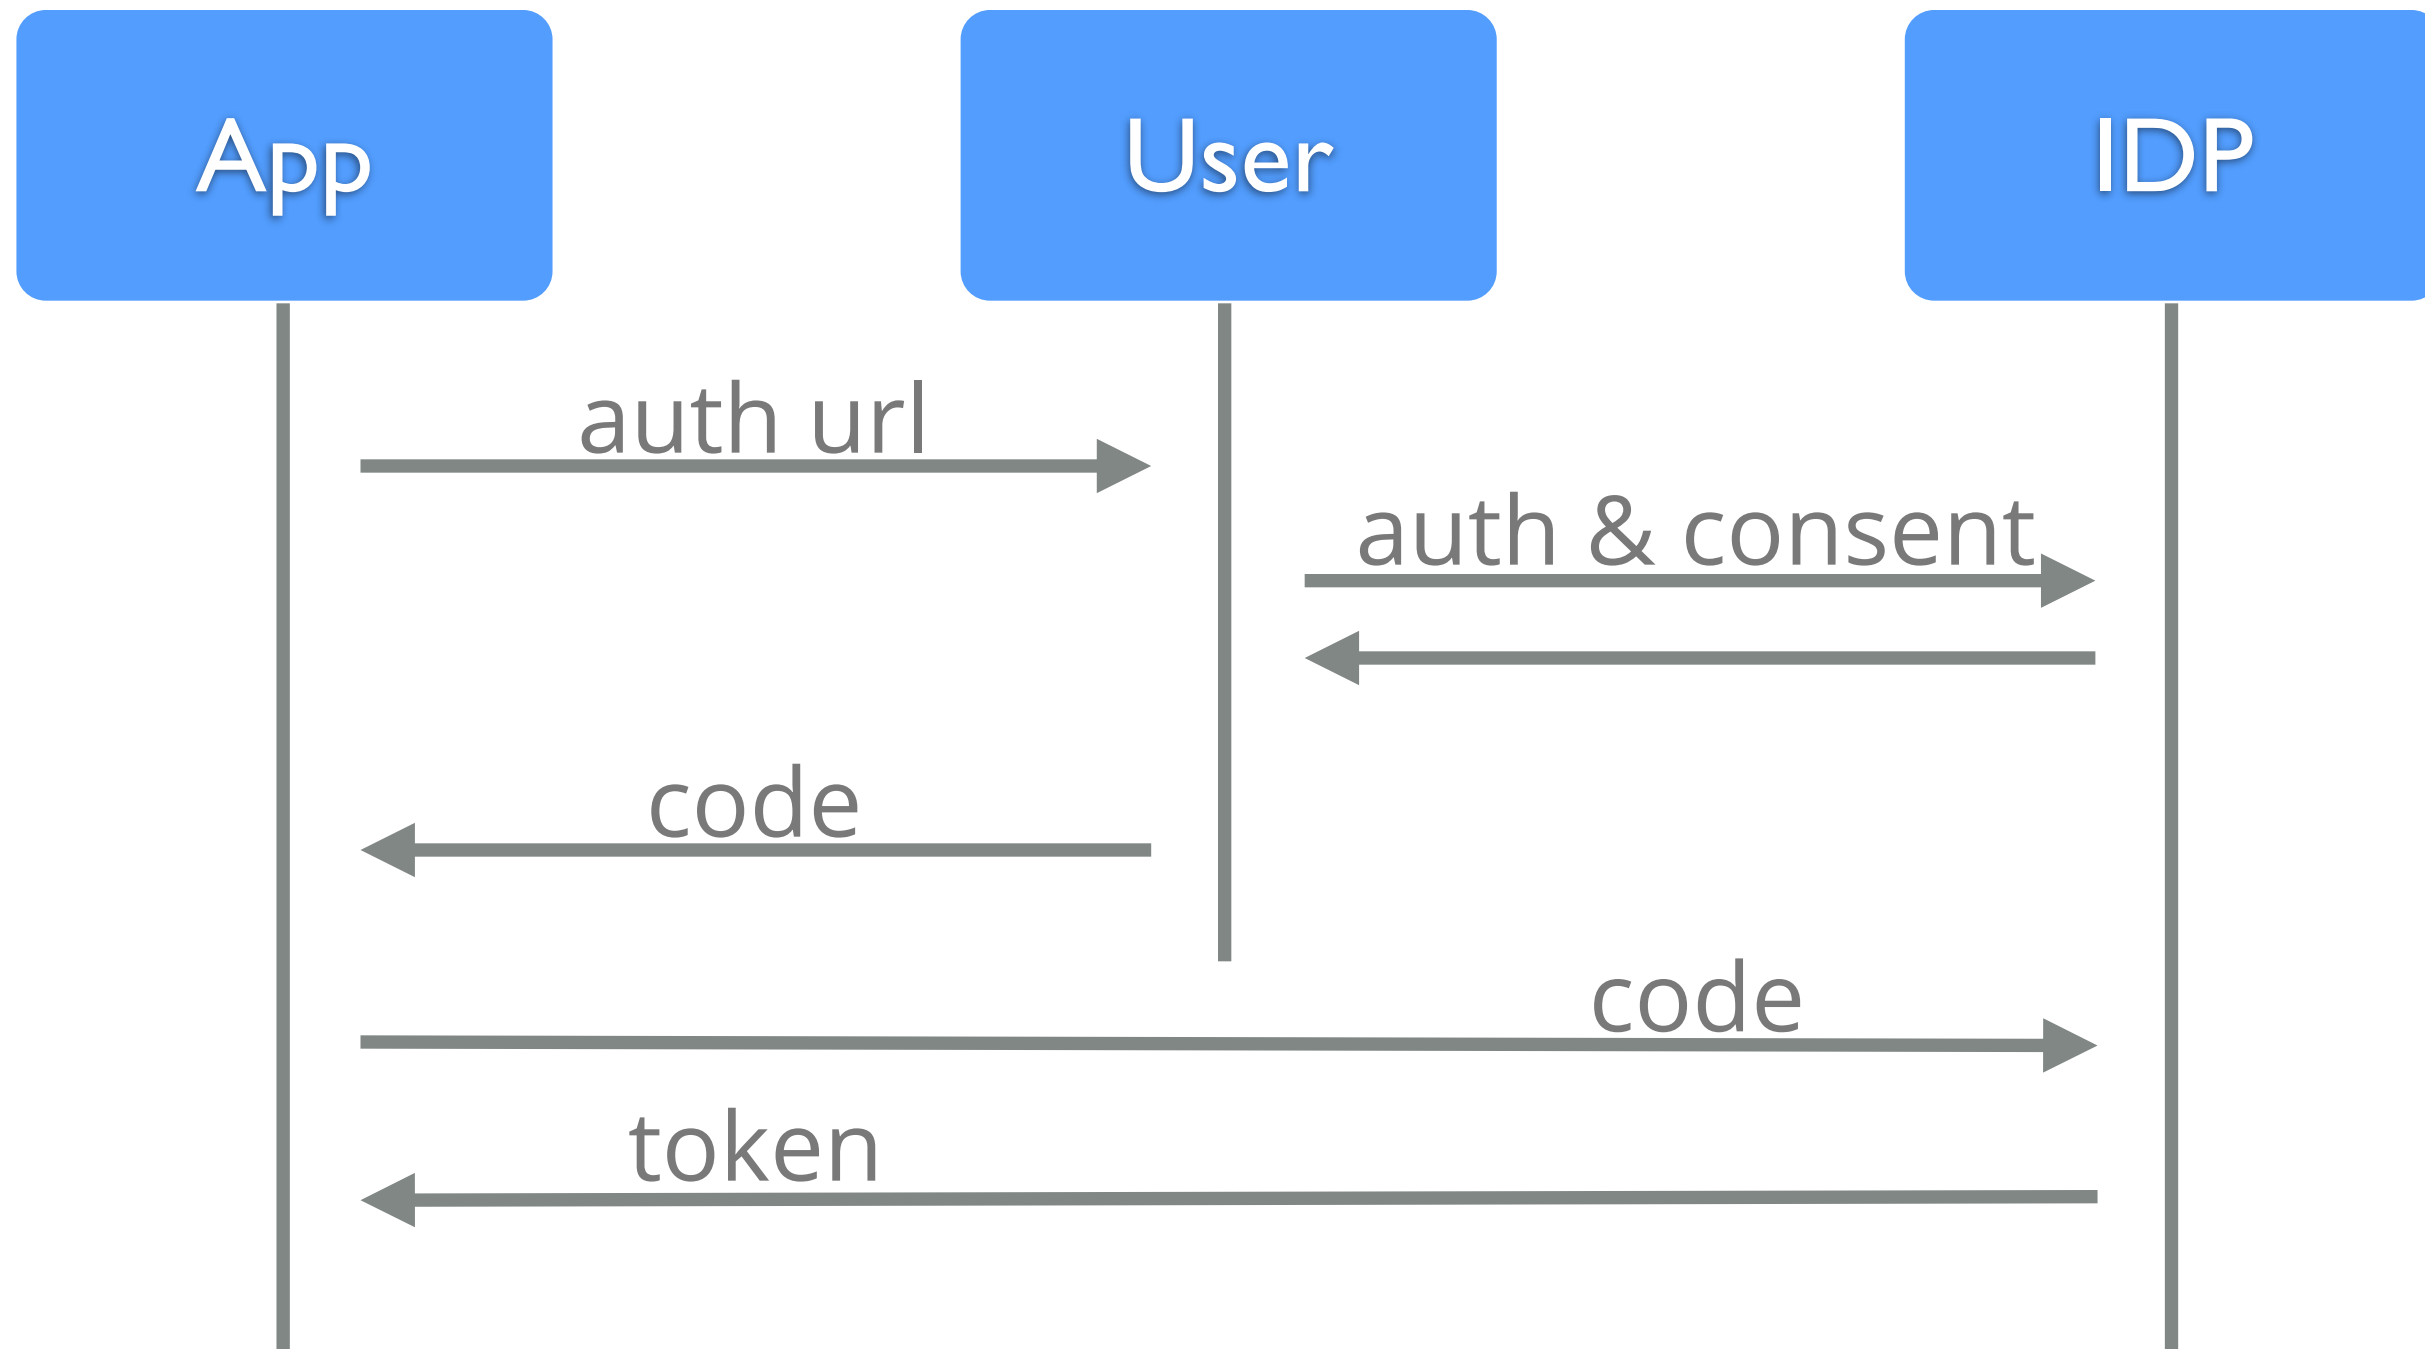 App
User
IDP
auth url
auth & consent
code
code
token